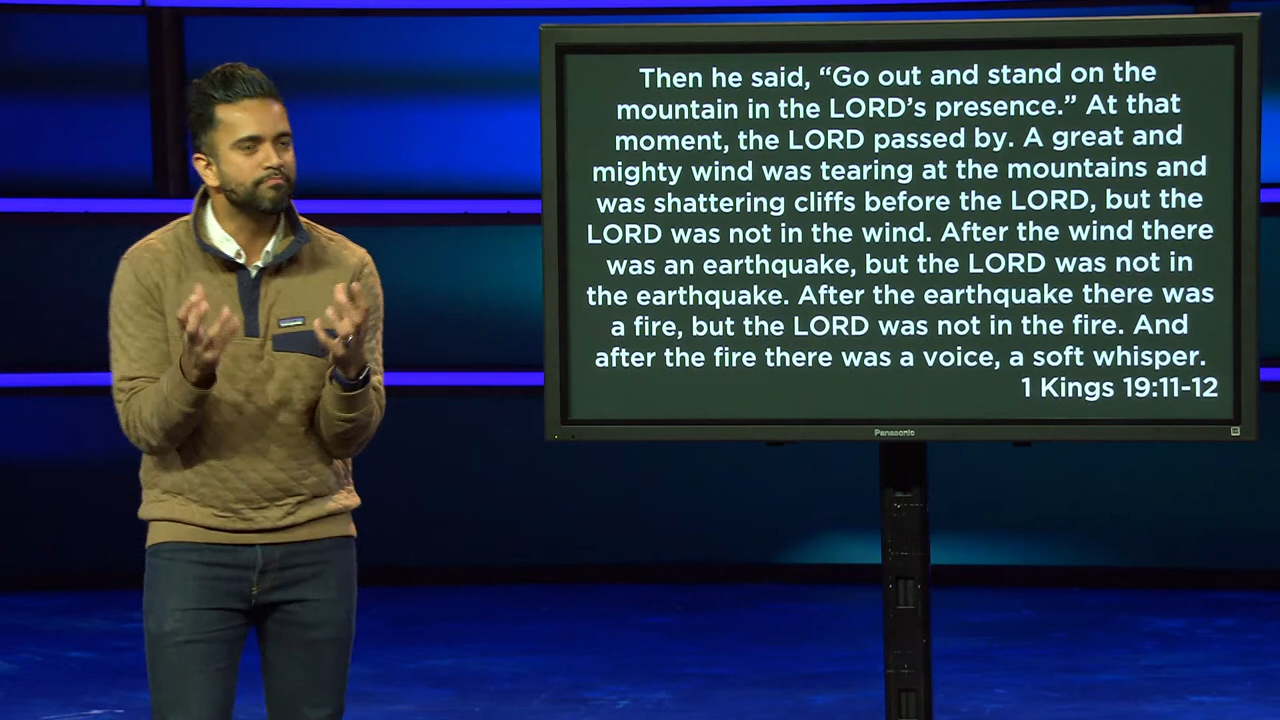 Then he said, “Go out and stand on the
mountain in the LORD’s presence.” At that
moment, the LORD passed by. A great and
mighty wind was tearing at the mountains and
was shattering cliffs before the LORD, but the
LORD was not in the wind. After the wind there
was an earthquake, but the LORD was not in
the earthquake. After the earthquake there was
a fire, but the LORD was not in the fire. And
after the fire there was a voice, a soft whisper.
1 Kings 19:11-12
Panasonic